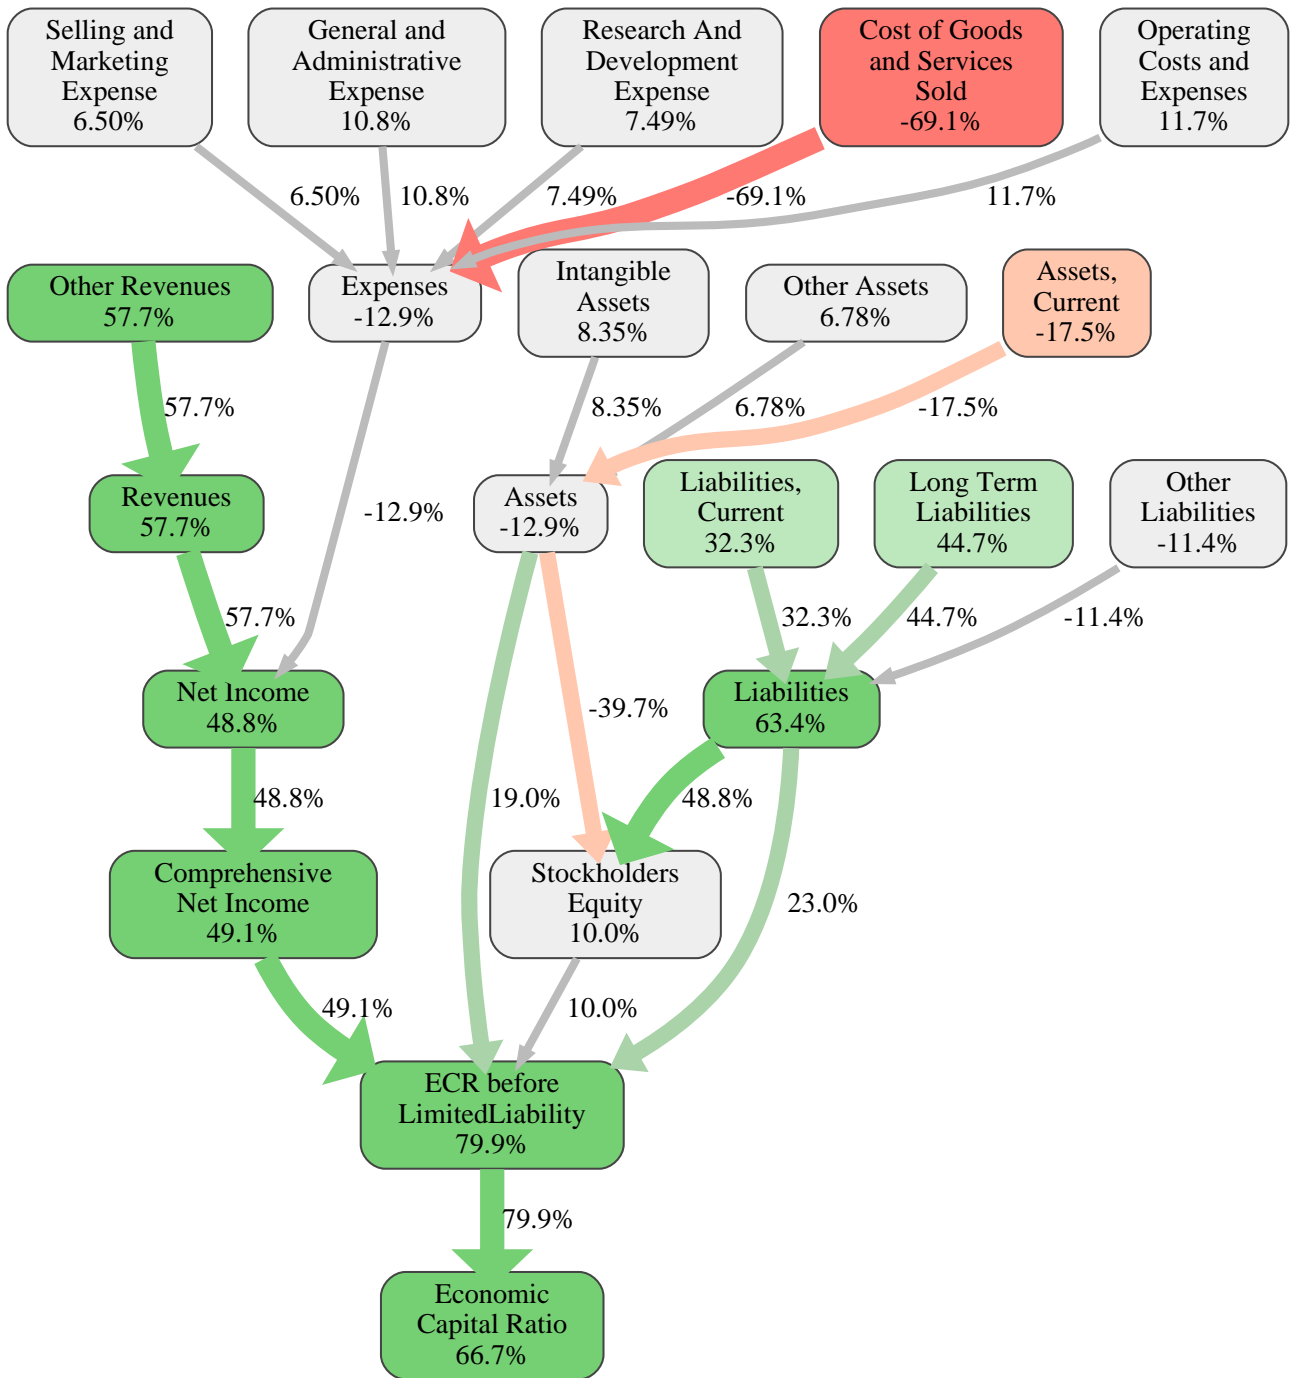 Selling and
Marketing
Expense
6.50%
General and
Administrative
Expense
10.8%
Research And
Development
Expense
7.49%
Cost of Goods
and Services
Sold
-69.1%
Operating
Costs and
Expenses
11.7%
6.50%
10.8%
7.49%
-69.1%
11.7%
Other Revenues
57.7%
Expenses
-12.9%
Intangible
Assets
8.35%
Other Assets
6.78%
Assets,
Current
-17.5%
57.7%
8.35%
6.78%
-17.5%
Revenues
57.7%
-12.9%
Assets
-12.9%
Liabilities,
Current
32.3%
Long Term
Liabilities
44.7%
Other
Liabilities
-11.4%
57.7%
32.3%
44.7%
-11.4%
Net Income
48.8%
-39.7%
Liabilities
63.4%
48.8%
19.0%
48.8%
Comprehensive
Net Income
49.1%
Stockholders
Equity
10.0%
23.0%
49.1%
10.0%
ECR before
LimitedLiability
79.9%
79.9%
Economic
Capital Ratio
66.7%